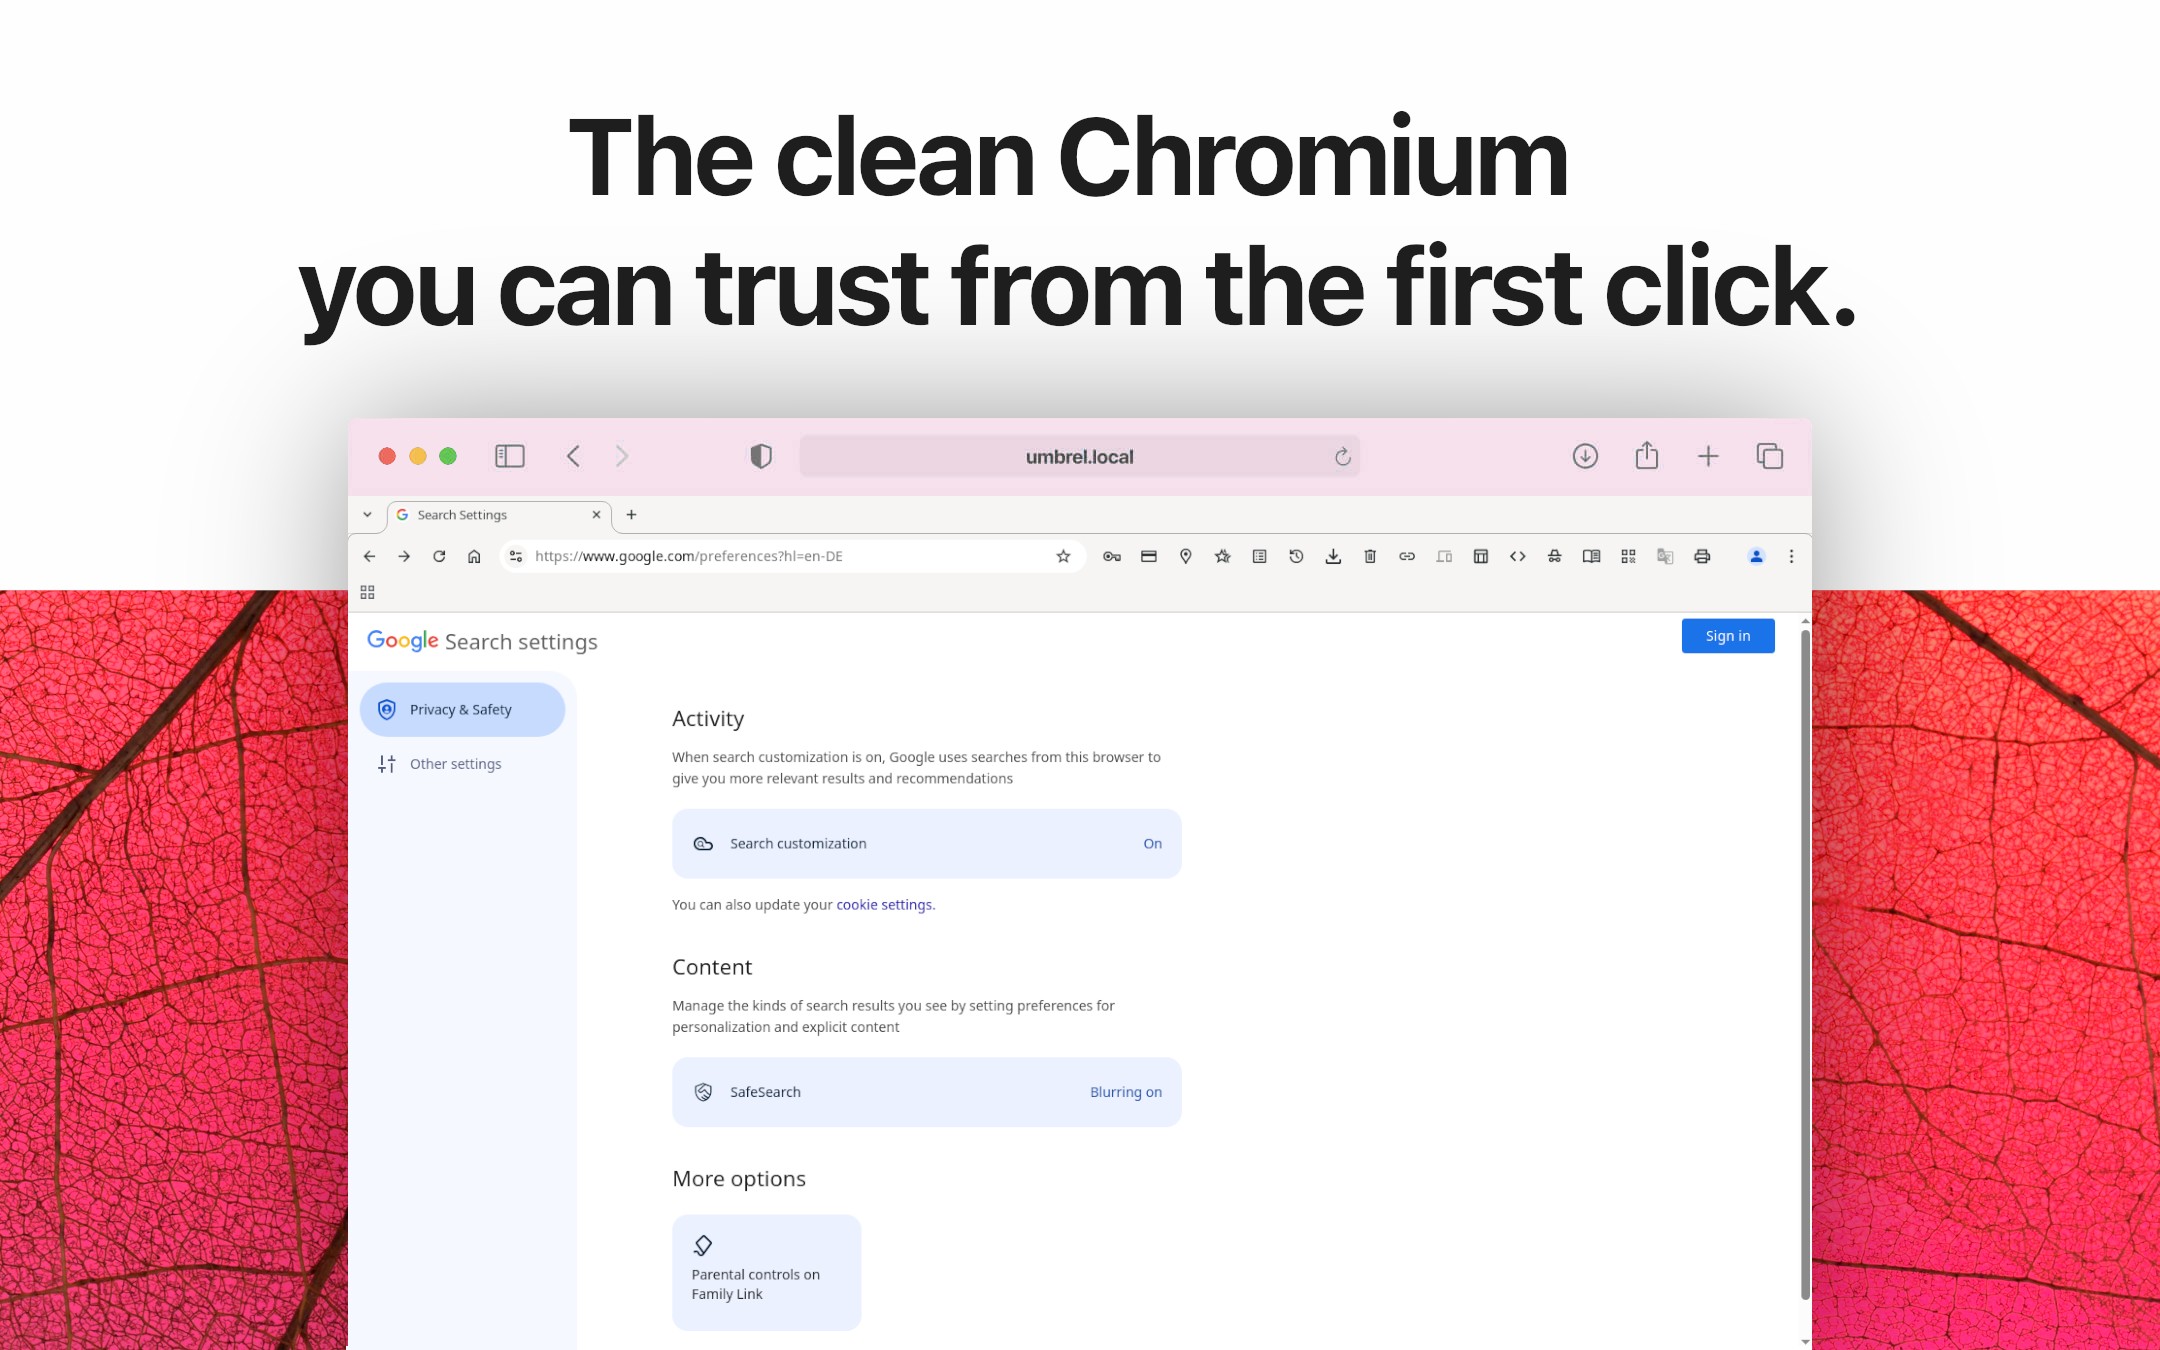 The clean Chromium
you can trust from the first click.
umbrel.local
Search Settings
https://www.google.com/preferences?hl=en-DE
Google Search settings
Sign in
Privacy & Safety
Other settings
Activity
When search customization is on, Google uses searches from this browser to
give you more relevant results and recommendations
Search customization
On
You can also update your cookie settings.
Content
Manage the kinds of search results you see by setting preferences for
personalization and explicit content
SafeSearch
Blurring on
More options
Parental controls on
Family Link